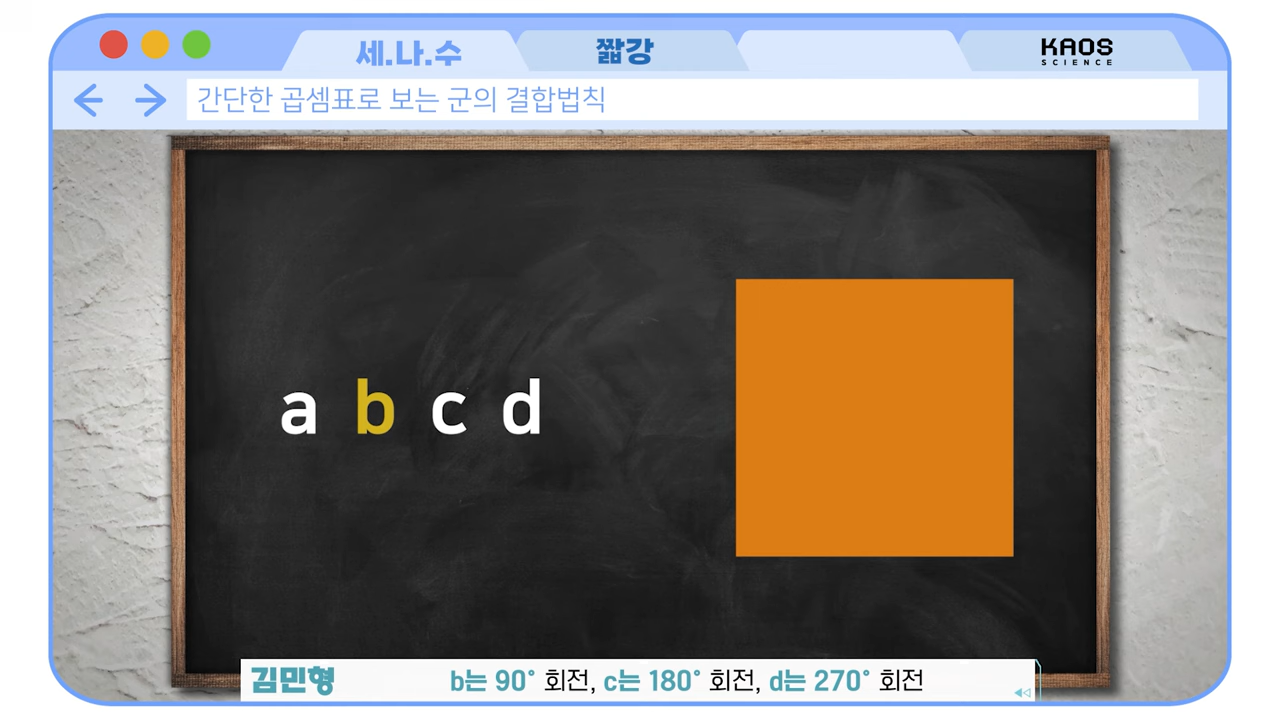 세.나.수
짧강
KAOS
SCIENCE
간단한 곱셈표로 보는 군의 결합법칙
a b c d
김민형
b는 90° 회전, c는 180° 회전, d는 270° 회전